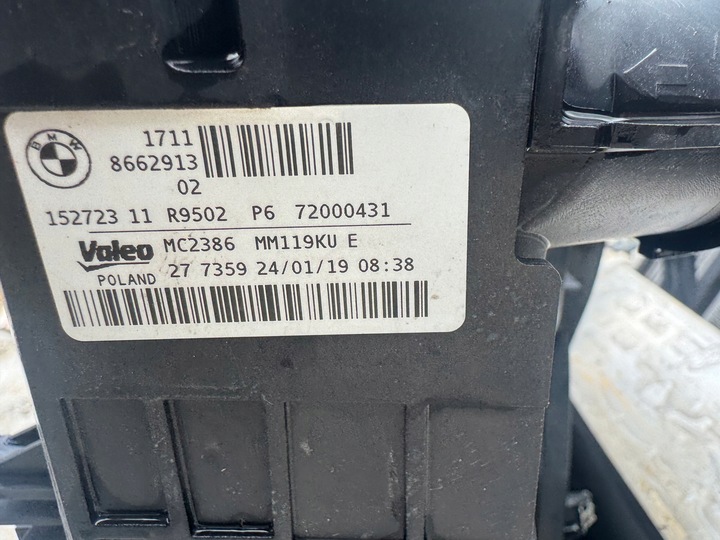 BMW
1711
8662913
02
152723 11 R9502 P6 72000431
Valeo MC2386 MM119KU E
POLAND 27 7359 24/01/19 08:38